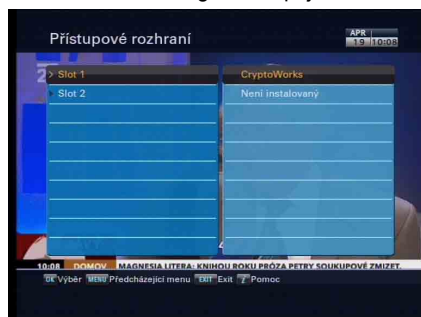 Přístupové rozhraní
APR
19 10:08
2
> Slot 1 CryptoWorks
> Slot 2 Není instalovaný
10:08 DOMOV MAGNESIA LITERA: KNIHOU ROKU PRÓZA PETRY SOUKUPOVÉ ZMIZET.
OK Výběr MENU Předcházející menu EXIT Exit ? Pomoc